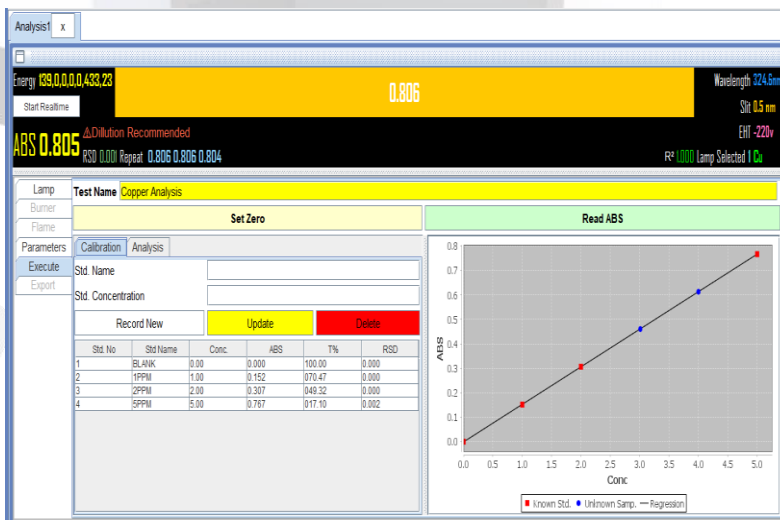 Analysis1 x
Energy 139,0,0,0,0,433,23
Start Realtime
0.806
Wavelength 324.6nm
Slit 0.5 nm
EHT -220v
ABS 0.805
⚠Dillution Recommended
RSD 0.001 Repeat 0.806 0.806 0.804
R² 1.000 Lamp Selected 1 Cu
Lamp
Burner
Flame
Parameters
Execute
Export
Test Name Copper Analysis
Set Zero
Read ABS
Calibration Analysis
Std. Name
Std. Concentration
Record New Update Delete
Std. No Std Name Conc. ABS T% RSD
1 BLANK 0.00 0.000 100.00 0.000
2 1PPM 1.00 0.152 070.47 0.000
3 2PPM 2.00 0.307 049.32 0.000
4 5PPM 5.00 0.767 017.10 0.002
ABS
0.8
0.7
0.6
0.5
0.4
0.3
0.2
0.1
0.0
0.0 0.5 1.0 1.5 2.0 2.5 3.0 3.5 4.0 4.5 5.0
Conc
Known Std. Unknown Samp. Regression